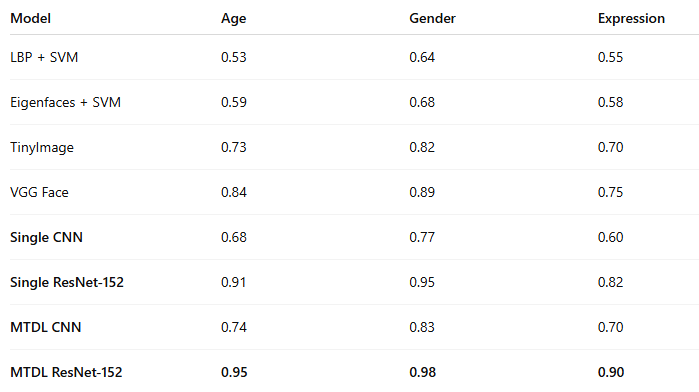 Model Age Gender Expression
LBP + SVM 0.53 0.64 0.55
Eigenfaces + SVM 0.59 0.68 0.58
TinyImage 0.73 0.82 0.70
VGG Face 0.84 0.89 0.75
Single CNN 0.68 0.77 0.60
Single ResNet-152 0.91 0.95 0.82
MTDL CNN 0.74 0.83 0.70
MTDL ResNet-152 0.95 0.98 0.90